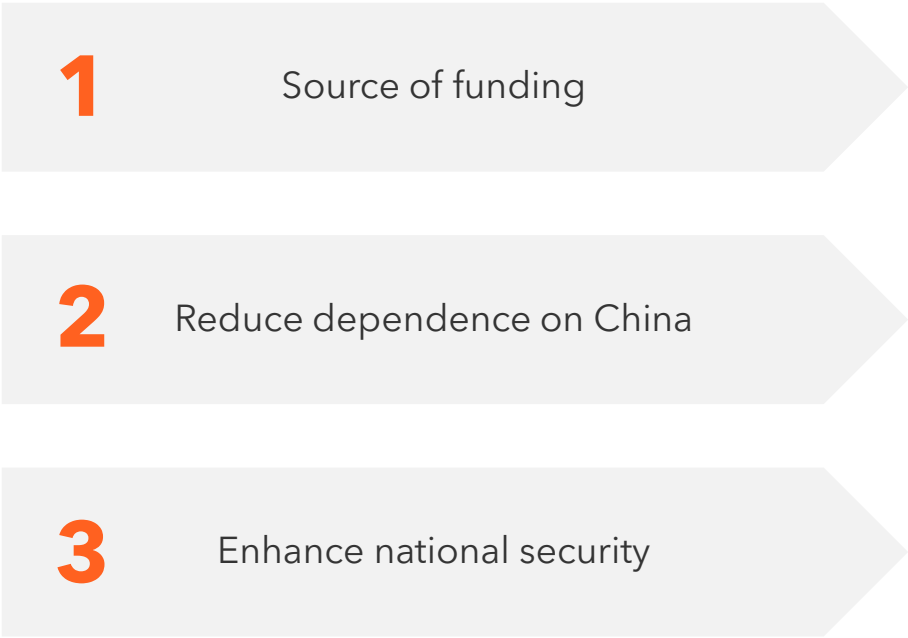 1 Source of funding
2 Reduce dependence on China
3 Enhance national security